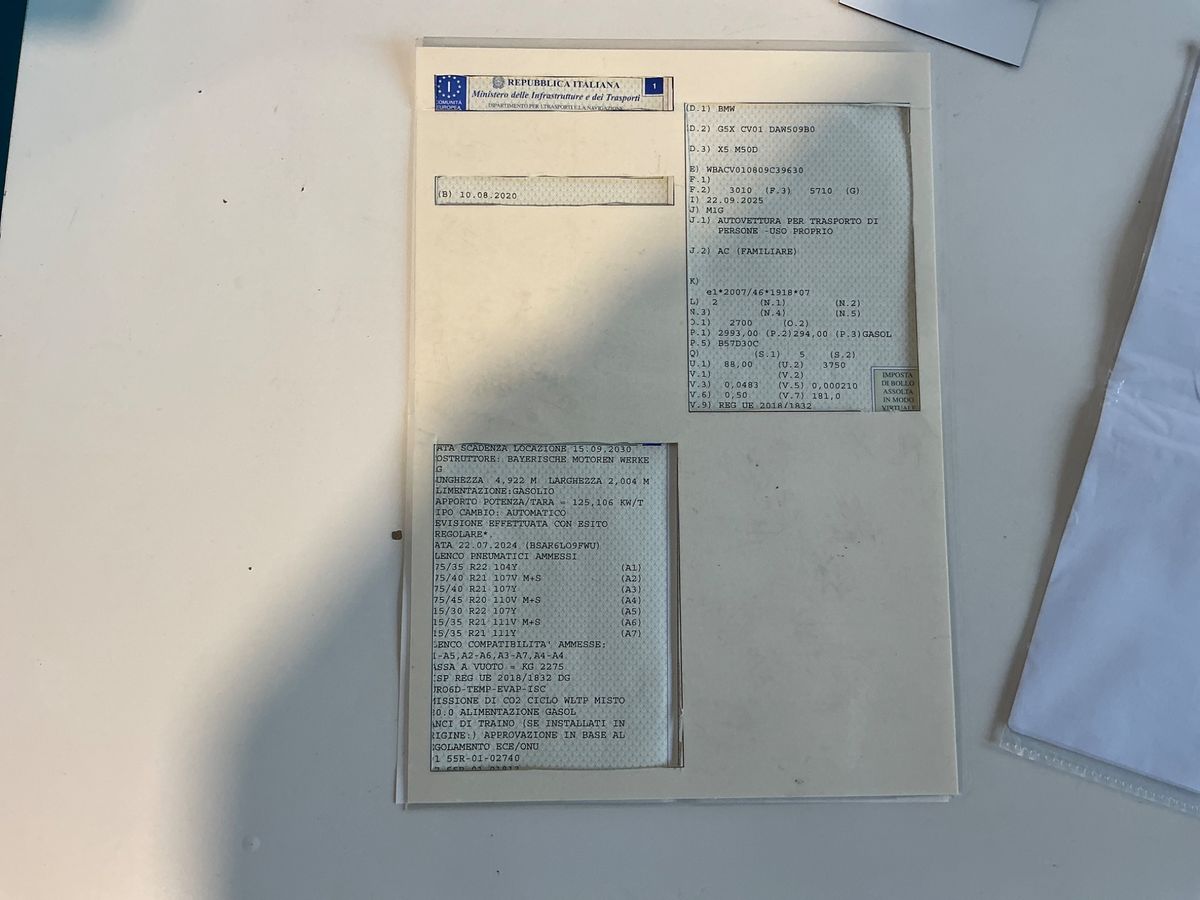 I
COMUNITÀ
EUROPEA
REPUBBLICA ITALIANA
Ministero delle Infrastrutture e dei Trasporti
DIPARTIMENTO PER I TRASPORTI E LA NAVIGAZIONE
1
(B) 10.08.2020
(D.1) BMW
(D.2) G5X CV01 DAW509B0
D.3) X5 M50D
E) WBACV010809C39630
F.1)
F.2) 3010 (F.3) 5710 (G)
I) 22.09.2025
J) M1G
J.1) AUTOVETTURA PER TRASPORTO DI
PERSONE -USO PROPRIO
J.2) AC (FAMILIARE)
K)
e1*2007/46*1918*07
L) 2 (N.1) (N.2)
N.3) (N.4) (N.5)
O.1) 2700 (O.2)
P.1) 2993,00 (P.2)294,00 (P.3)GASOL
P.5) B57D30C
Q) (S.1) 5 (S.2)
U.1) 88,00 (U.2) 3750
V.1) (V.2)
V.3) 0,0483 (V.5) 0,000210
V.6) 0,50 (V.7) 181,0
V.9) REG UE 2018/1832
IMPOSTA
DI BOLLO
ASSOLTA
IN MODO
VIRTUALE
ATA SCADENZA LOCAZIONE 15.09.2030
OSTRUTTORE: BAYERISCHE MOTOREN WERKE
G
UNGHEZZA 4,922 M LARGHEZZA 2,004 M
LIMENTAZIONE:GASOLIO
APPORTO POTENZA/TARA = 125,106 KW/T
IPO CAMBIO: AUTOMATICO
EVISIONE EFFETTUATA CON ESITO
REGOLARE*.
ATA 22.07.2024 (BSAR6LO9FWU)
LENCO PNEUMATICI AMMESSI
75/35 R22 104Y (A1)
75/40 R21 107V M+S (A2)
75/40 R21 107Y (A3)
75/45 R20 110V M+S (A4)
15/30 R22 107Y (A5)
15/35 R21 111V M+S (A6)
15/35 R21 111Y (A7)
LENCO COMPATIBILITA' AMMESSE:
1-A5,A2-A6,A3-A7,A4-A4
ASSA A VUOTO = KG 2275
ISP REG UE 2018/1832 DG
URO6D-TEMP-EVAP-ISC
MISSIONE DI CO2 CICLO WLTP MISTO
0.0 ALIMENTAZIONE GASOL
ANCI DI TRAINO (SE INSTALLATI IN
RIGINE:) APPROVAZIONE IN BASE AL
GOLAMENTO ECE/ONU
1 55R-01-02740